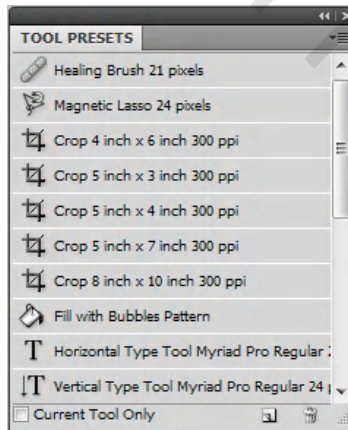 TOOL PRESETS
Healing Brush 21 pixels
Magnetic Lasso 24 pixels
Crop 4 inch x 6 inch 300 ppi
Crop 5 inch x 3 inch 300 ppi
Crop 5 inch x 4 inch 300 ppi
Crop 5 inch x 7 inch 300 ppi
Crop 8 inch x 10 inch 300 ppi
Fill with Bubbles Pattern
Horizontal Type Tool Myriad Pro Regular
Vertical Type Tool Myriad Pro Regular 24
Current Tool Only